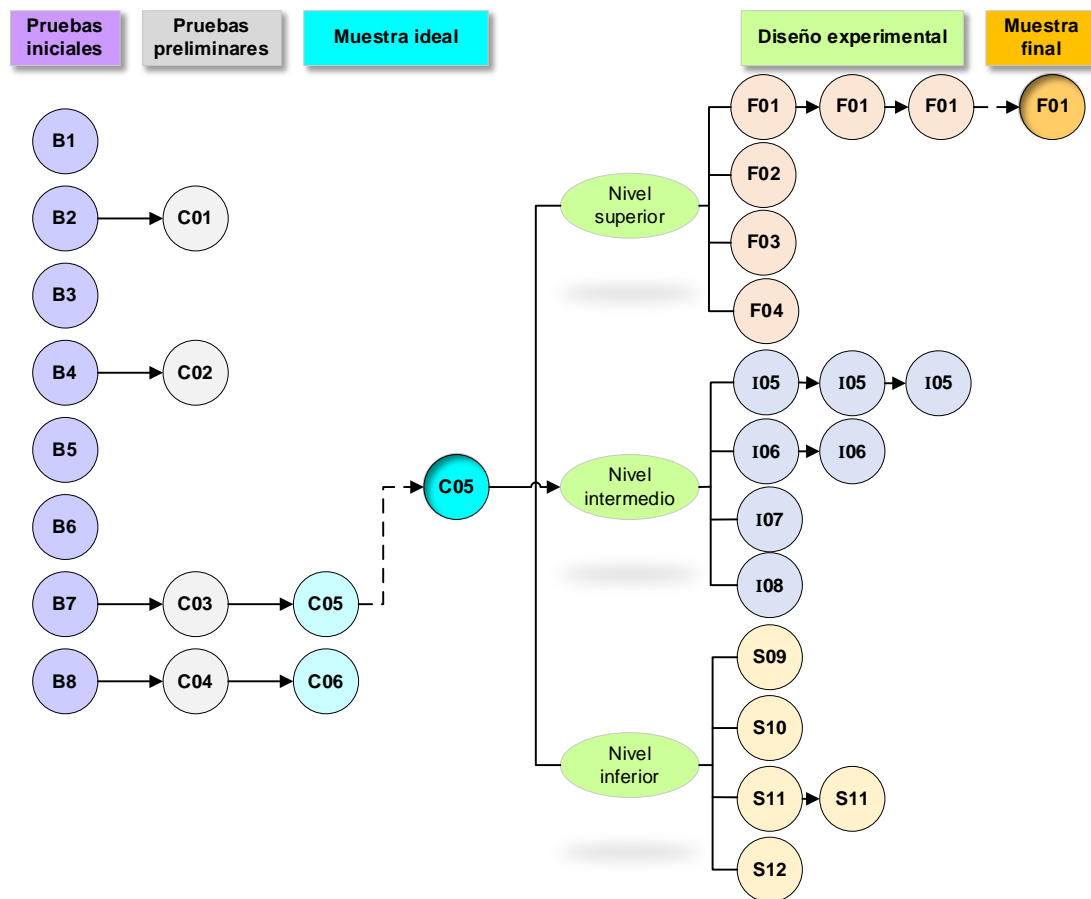 Pruebas
iniciales
Pruebas
preliminares
Muestra ideal
Diseño experimental
Muestra
final
B1
B2
C01
B3
B4
C02
B5
B6
B7
C03
C05
B8
C04
C06
C05
Nivel
superior
F01
F01
F01
F01
F02
F03
F04
Nivel
intermedio
I05
I05
I05
I06
I06
I07
I08
Nivel
inferior
S09
S10
S11
S11
S12